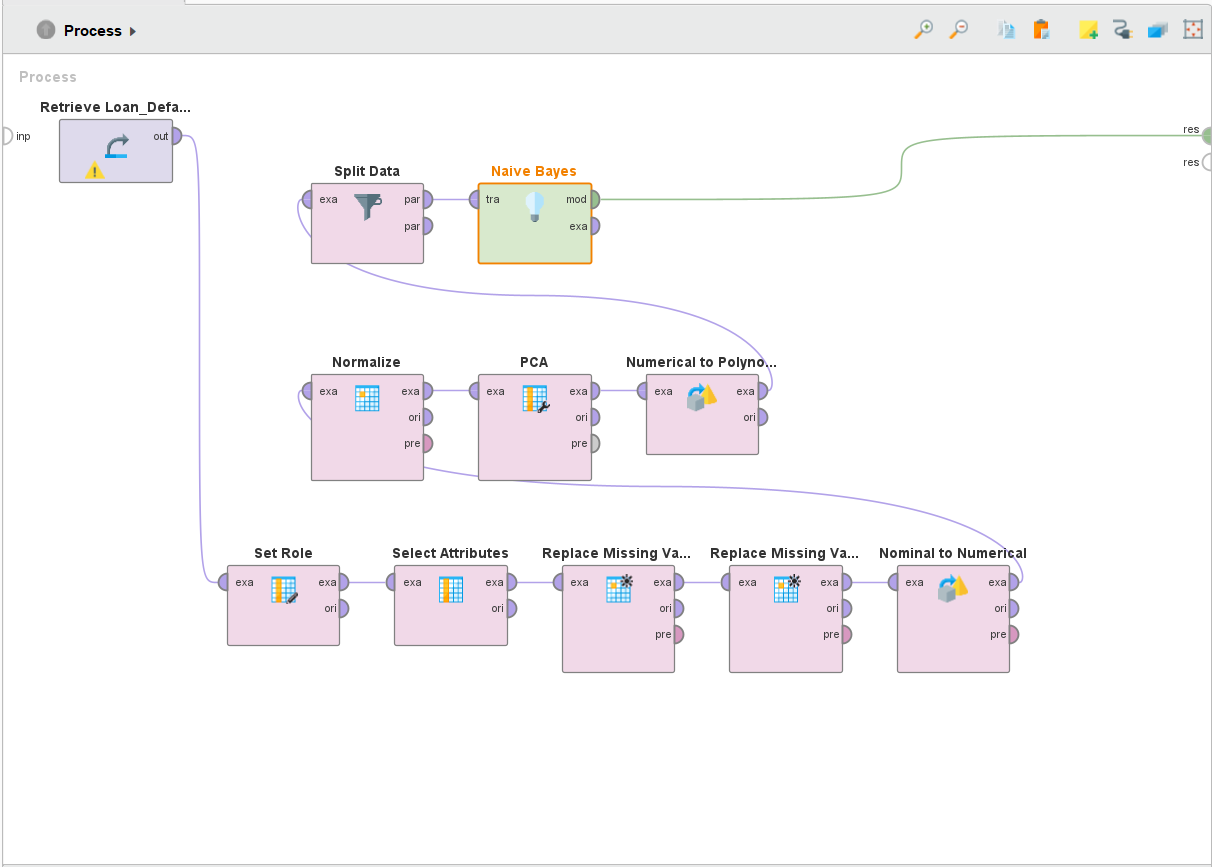 Process
Process
Retrieve Loan_Defa...
inp
out
res
res
Split Data
exa
par
par
Naive Bayes
tra
mod
exa
Normalize
exa
exa
ori
pre
PCA
exa
exa
ori
pre
Numerical to Polyno...
exa
exa
ori
Set Role
exa
exa
ori
Select Attributes
exa
exa
ori
Replace Missing Va...
exa
exa
ori
pre
Replace Missing Va...
exa
exa
ori
pre
Nominal to Numerical
exa
exa
ori
pre